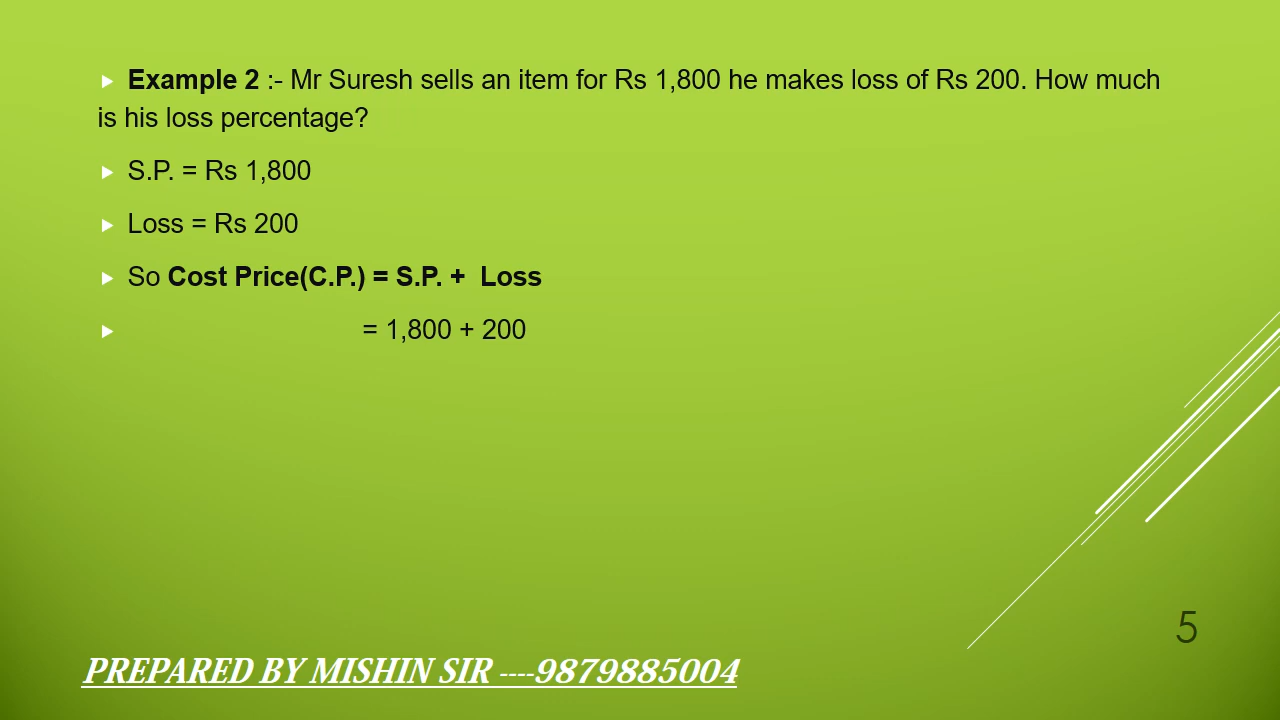 Example 2 :- Mr Suresh sells an item for Rs 1,800 he makes loss of Rs 200. How much
is his loss percentage?
S.P. = Rs 1,800
Loss = Rs 200
So Cost Price(C.P.) = S.P. + Loss
= 1,800 + 200
5
PREPARED BY MISHIN SIR ----9879885004